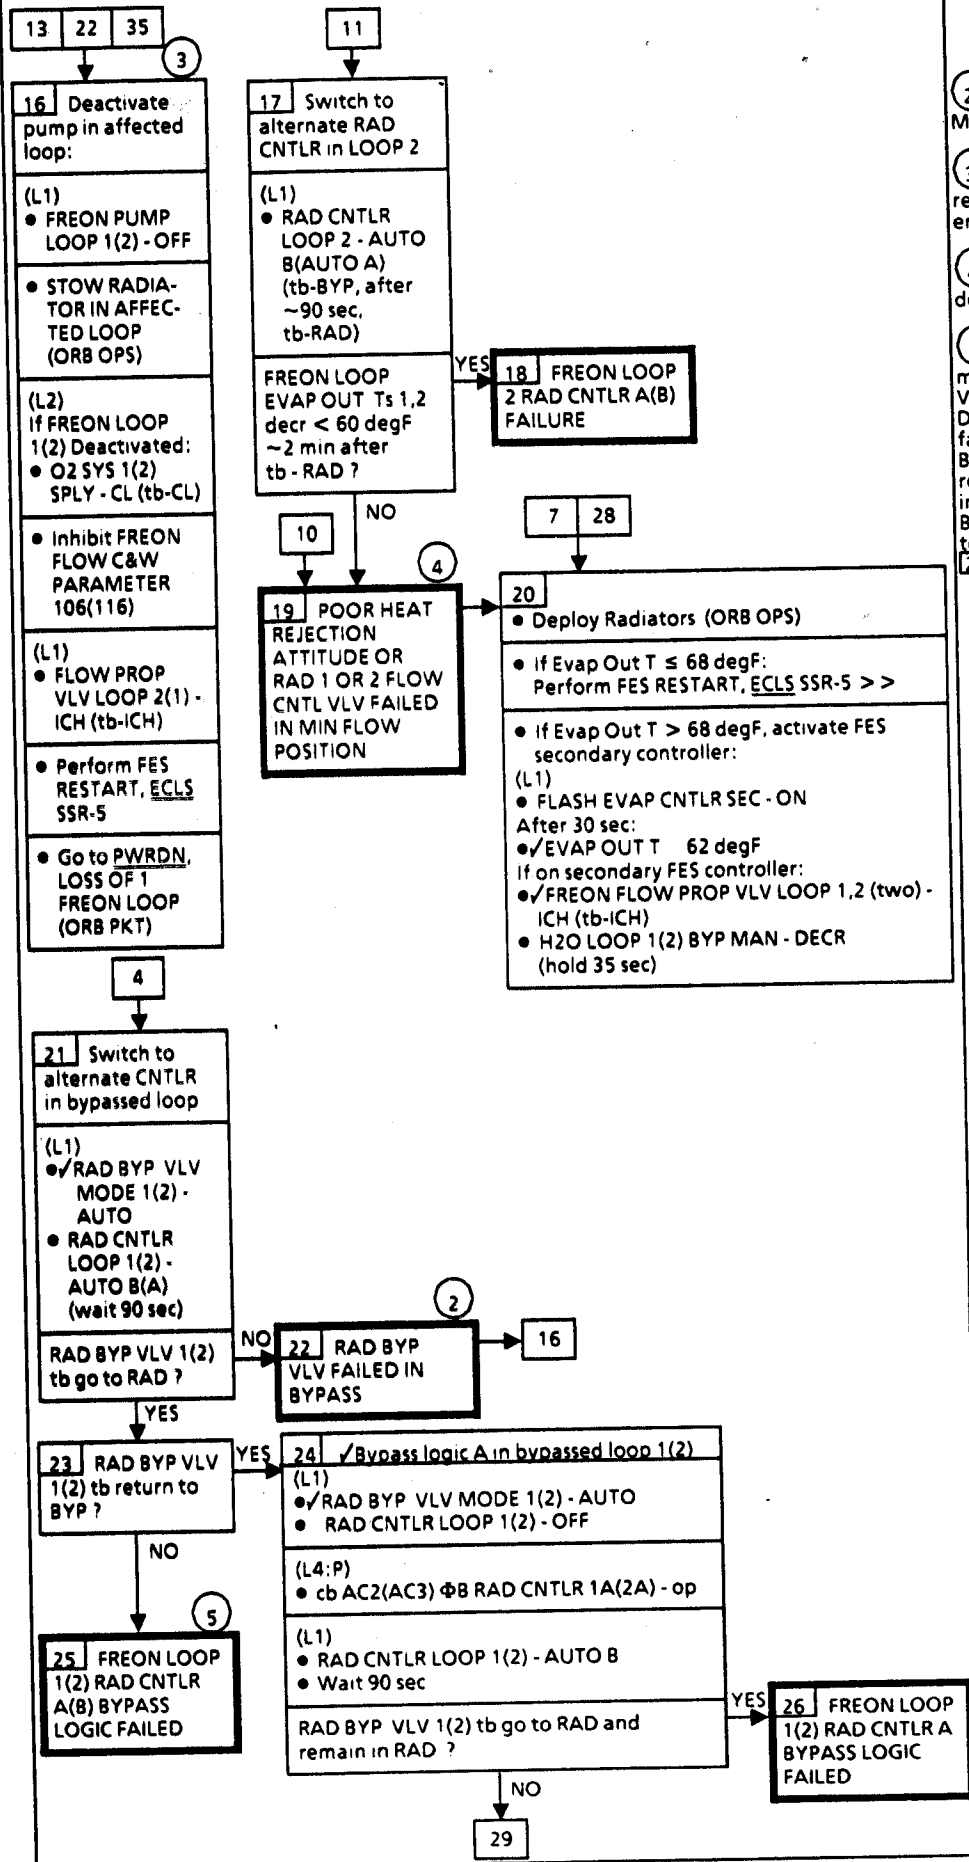 13 22 35
3
16 Deactivate
pump in affected
loop:
(L1)
● FREON PUMP
LOOP 1(2) - OFF
● STOW RADIA-
TOR IN AFFEC-
TED LOOP
(ORB OPS)
(L2)
If FREON LOOP
1(2) Deactivated:
● O2 SYS 1(2)
SPLY - CL (tb-CL)
● Inhibit FREON
FLOW C&W
PARAMETER
106(116)
(L1)
● FLOW PROP
VLV LOOP 2(1) -
ICH (tb-ICH)
● Perform FES
RESTART, ECLS
SSR-5
● Go to PWRDN,
LOSS OF 1
FREON LOOP
(ORB PKT)
11
17 Switch to
alternate RAD
CNTLR in LOOP 2
(L1)
● RAD CNTLR
LOOP 2 - AUTO
B(AUTO A)
(tb-BYP, after
~90 sec,
tb-RAD)
FREON LOOP
EVAP OUT Ts 1,2
decr < 60 degF
~2 min after
tb - RAD ?
YES
18 FREON LOOP
2 RAD CNTLR A(B)
FAILURE
NO
10
4
19 POOR HEAT
REJECTION
ATTITUDE OR
RAD 1 OR 2 FLOW
CNTL VLV FAILED
IN MIN FLOW
POSITION
7 28
20
● Deploy Radiators (ORB OPS)
● If Evap Out T ≤ 68 degF:
Perform FES RESTART, ECLS SSR-5 > >
● If Evap Out T > 68 degF, activate FES
secondary controller:
(L1)
● FLASH EVAP CNTLR SEC - ON
After 30 sec:
●✓EVAP OUT T 62 degF
If on secondary FES controller:
●✓FREON FLOW PROP VLV LOOP 1,2 (two) -
ICH (tb-ICH)
● H2O LOOP 1(2) BYP MAN - DECR
(hold 35 sec)
4
21 Switch to
alternate CNTLR
in bypassed loop
(L1)
●✓RAD BYP VLV
MODE 1(2) -
AUTO
● RAD CNTLR
LOOP 1(2) -
AUTO B(A)
(wait 90 sec)
RAD BYP VLV 1(2)
tb go to RAD ?
NO
2
22 RAD BYP
VLV FAILED IN
BYPASS
16
YES
23 RAD BYP VLV
1(2) tb return to
BYP ?
YES
24 ✓Bypass logic A in bypassed loop 1(2)
(L1)
●✓RAD BYP VLV MODE 1(2) - AUTO
● RAD CNTLR LOOP 1(2) - OFF
(L4:P)
● cb AC2(AC3) ΦB RAD CNTLR 1A(2A) - op
(L1)
● RAD CNTLR LOOP 1(2) - AUTO B
● Wait 90 sec
RAD BYP VLV 1(2) tb go to RAD and
remain in RAD ?
NO
5
25 FREON LOOP
1(2) RAD CNTLR
A(B) BYPASS
LOGIC FAILED
YES
26 FREON LOOP
1(2) RAD CNTLR A
BYPASS LOGIC
FAILED
NO
29